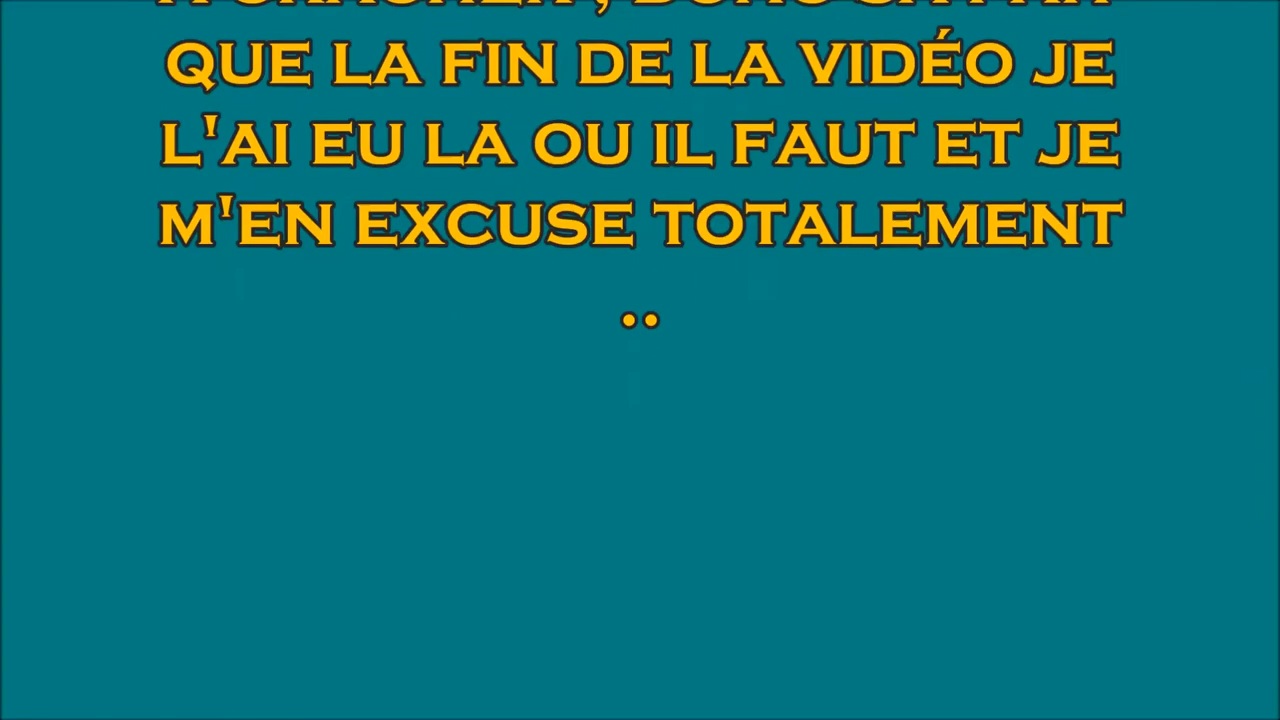 QUE LA FIN DE LA VIDÉO JE
L'AI EU LA OU IL FAUT ET JE
M'EN EXCUSE TOTALEMENT
..